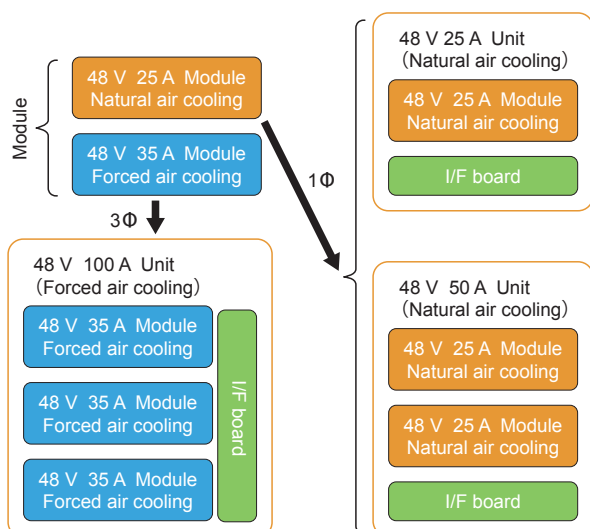 Module
48 V 25 A Module
Natural air cooling
48 V 35 A Module
Forced air cooling
3Φ
1Φ
48 V 100 A Unit
(Forced air cooling)
48 V 35 A Module
Forced air cooling
48 V 35 A Module
Forced air cooling
48 V 35 A Module
Forced air cooling
I/F board
48 V 25 A Unit
(Natural air cooling)
48 V 25 A Module
Natural air cooling
I/F board
48 V 50 A Unit
(Natural air cooling)
48 V 25 A Module
Natural air cooling
48 V 25 A Module
Natural air cooling
I/F board